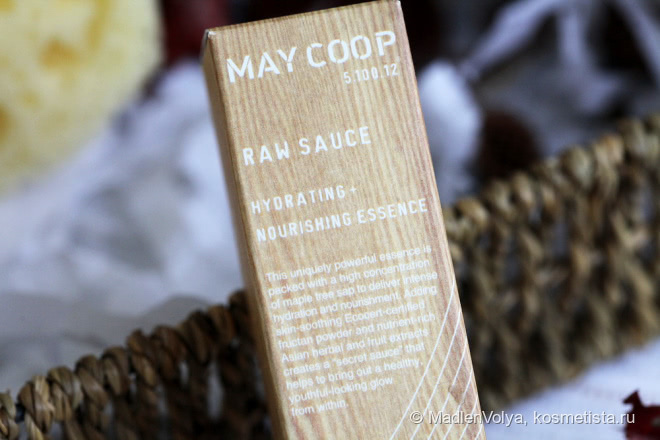 MAY COOP
5.100.12
RAW SAUCE
HYDRATING +
NOURISHING ESSENCE
This uniquely powerful essence is
packed with a high concentration
of maple tree sap to deliver intense
hydration and nourishment. Adding
skin-soothing Ecocert-certified
fructan powder and nutrient-rich
Asian herbal and fruit extract
creates a "secret sauce" that
helps to bring out a healthy,
youthful-looking glow
from within.
© MadlenVolya, kosmetista.ru